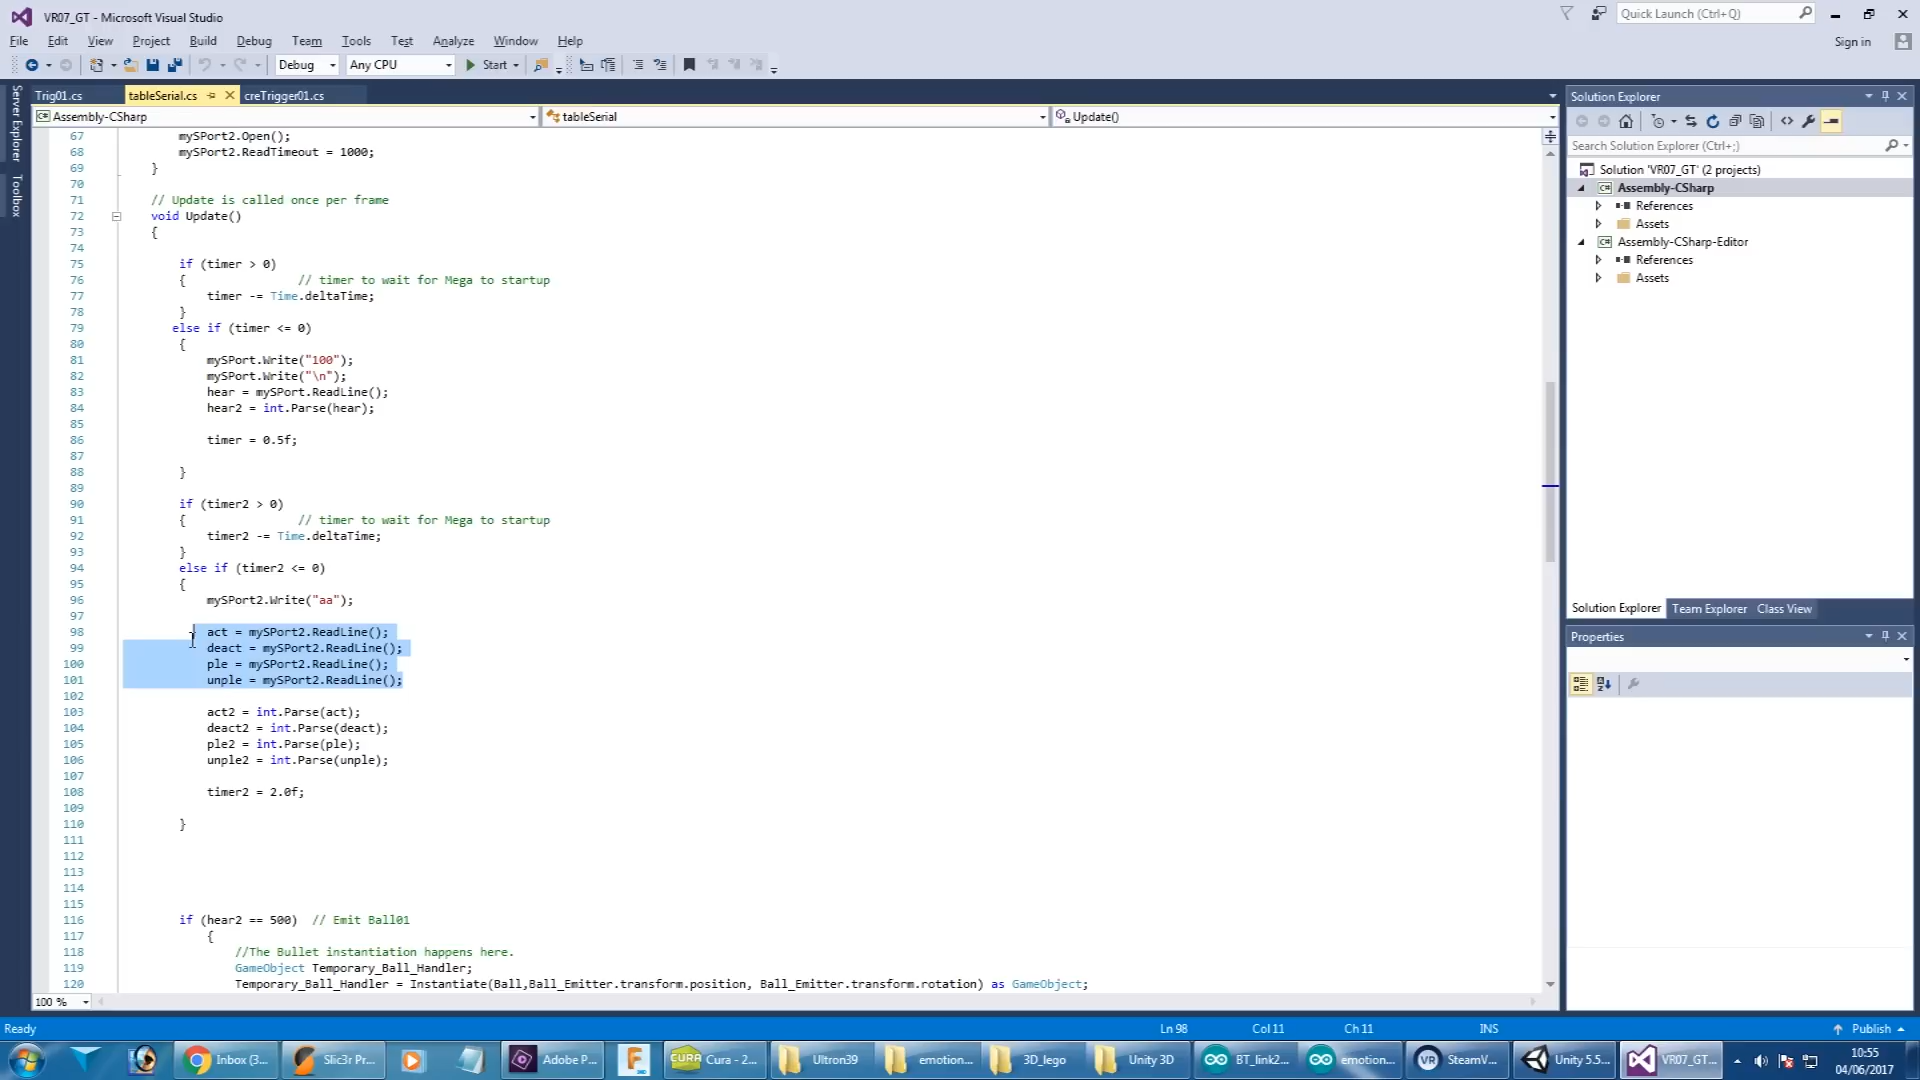 VR07_GT - Microsoft Visual Studio
Quick Launch (Ctrl+Q)
File Edit View Project Build Debug Team Tools Test Analyze Window Help
Sign in
Debug Any CPU Start
Server Explorer
Toolbox
Trig01.cs tableSerial.cs creTrigger01.cs
Assembly-CSharp tableSerial Update()
67 mySPort2.Open();
68 mySPort2.ReadTimeout = 1000;
69 }
70
71 // Update is called once per frame
72 void Update()
73 {
74
75 if (timer > 0)
76 { // timer to wait for Mega to startup
77 timer -= Time.deltaTime;
78 }
79 else if (timer <= 0)
80 {
81 mySPort.Write("100");
82 mySPort.Write("\n");
83 hear = mySPort.ReadLine();
84 hear2 = int.Parse(hear);
85
86 timer = 0.5f;
87
88 }
89
90 if (timer2 > 0)
91 { // timer to wait for Mega to startup
92 timer2 -= Time.deltaTime;
93 }
94 else if (timer2 <= 0)
95 {
96 mySPort2.Write("aa");
97
98 act = mySPort2.ReadLine();
99 deact = mySPort2.ReadLine();
100 ple = mySPort2.ReadLine();
101 unple = mySPort2.ReadLine();
102
103 act2 = int.Parse(act);
104 deact2 = int.Parse(deact);
105 ple2 = int.Parse(ple);
106 unple2 = int.Parse(unple);
107
108 timer2 = 2.0f;
109
110 }
111
112
113
114
115
116 if (hear2 == 500) // Emit Ball01
117 {
118 //The Bullet instantiation happens here.
119 GameObject Temporary_Ball_Handler;
120 Temporary_Ball_Handler = Instantiate(Ball,Ball_Emitter.transform.position, Ball_Emitter.transform.rotation) as GameObject;
100 %
Solution Explorer
Search Solution Explorer (Ctrl+;)
Solution 'VR07_GT' (2 projects)
Assembly-CSharp
References
Assets
Assembly-CSharp-Editor
References
Assets
Solution Explorer Team Explorer Class View
Properties
Ready Ln 98 Col 11 Ch 11 INS Publish
Inbox (3... Slic3r Pr... Adobe P... CURA Cura - 2... Ultron39 emotion... 3D_lego Unity 3D BT_link2... emotion... VR SteamV... Unity 5.5... VR07_GT...
10:55
04/06/2017